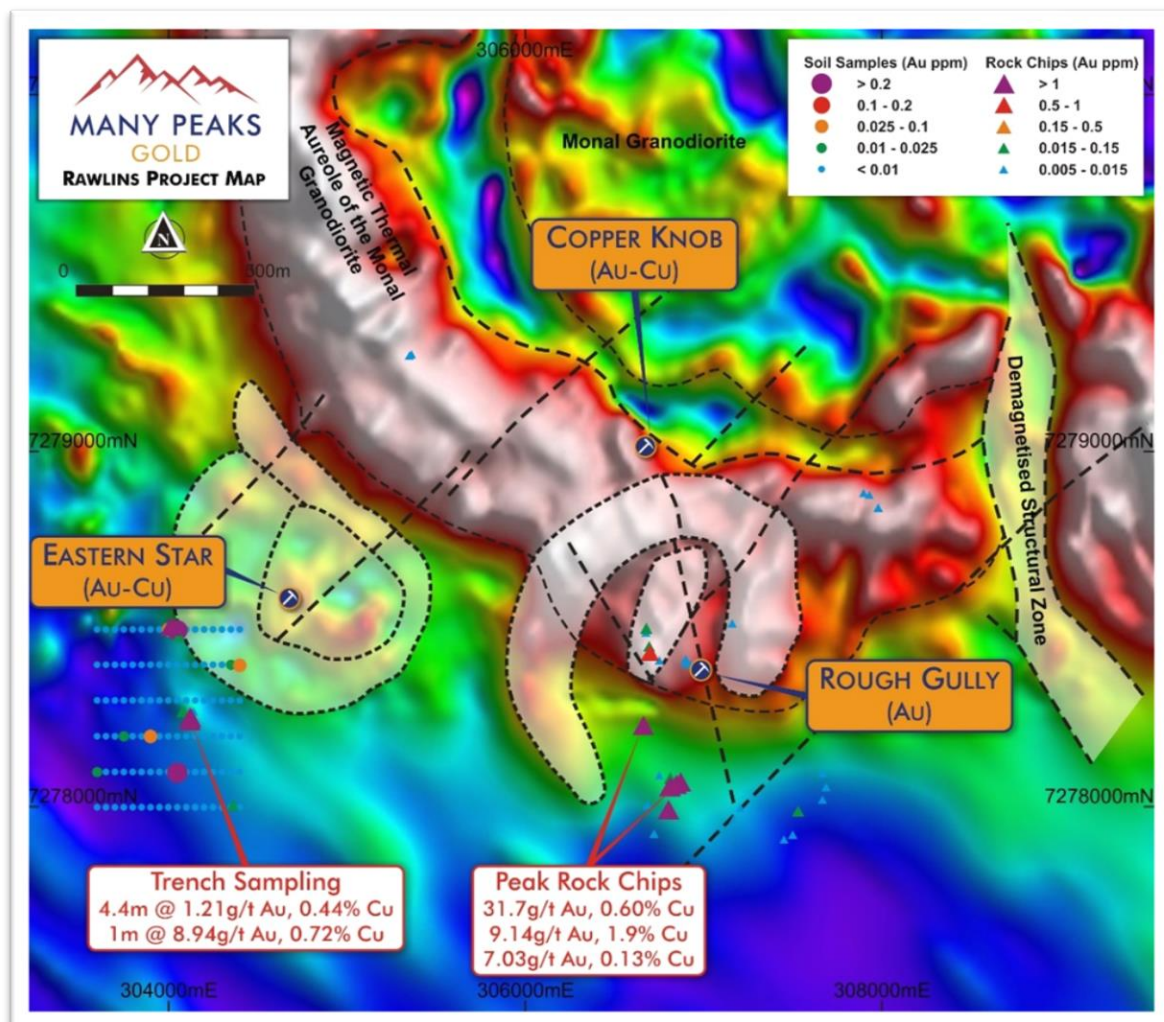 MANY PEAKS
GOLD
RAWLINS PROJECT MAP
N
0
500m
306000mE
Soil Samples (Au ppm)
> 0.2
0.1 - 0.2
0.025 - 0.1
0.01 - 0.025
< 0.01
Rock Chips (Au ppm)
> 1
0.5 - 1
0.15 - 0.5
0.015 - 0.15
0.005 - 0.015
Magnetic Thermal
Aureole of the Monal
Granodiorite
Monal Granodiorite
COPPER KNOB
(Au-Cu)
7279000mN
7279000mN
Demagnetised Structural Zone
EASTERN STAR
(Au-Cu)
ROUGH GULLY
(Au)
7278000mN
7278000mN
Trench Sampling
4.4m @ 1.21g/t Au, 0.44% Cu
1m @ 8.94g/t Au, 0.72% Cu
Peak Rock Chips
31.7g/t Au, 0.60% Cu
9.14g/t Au, 1.9% Cu
7.03g/t Au, 0.13% Cu
304000mE
306000mE
308000mE